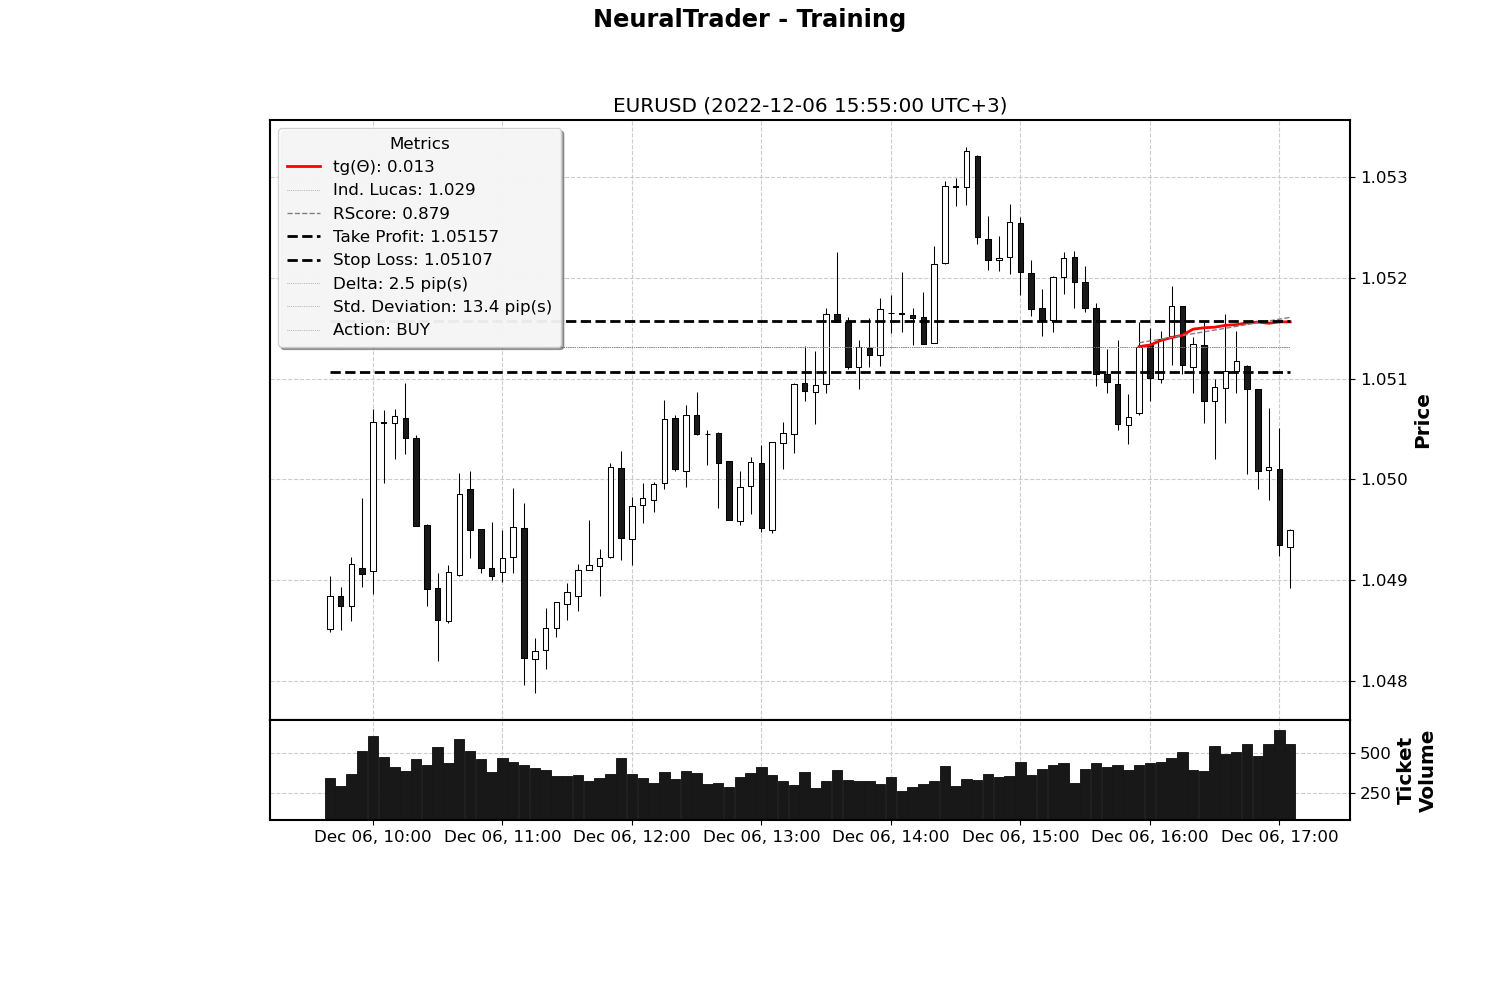 NeuralTrader - Training
EURUSD (2022-12-06 15:55:00 UTC+3)
Metrics
tg(Θ): 0.013
Ind. Lucas: 1.029
RScore: 0.879
Take Profit: 1.05157
Stop Loss: 1.05107
Delta: 2.5 pip(s)
Std. Deviation: 13.4 pip(s)
Action: BUY
1.053
1.052
1.051
1.050
1.049
1.048
Price
500
250
Ticket
Volume
Dec 06, 10:00 Dec 06, 11:00 Dec 06, 12:00 Dec 06, 13:00 Dec 06, 14:00 Dec 06, 15:00 Dec 06, 16:00 Dec 06, 17:00